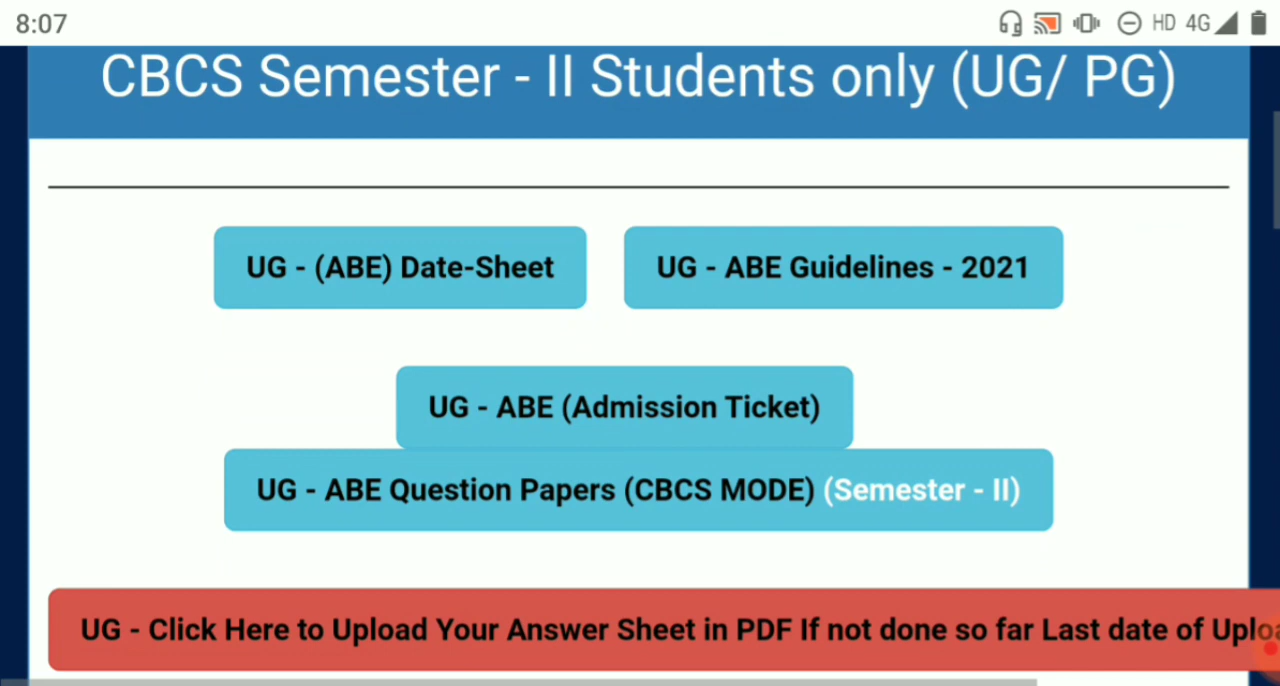 8:07
HD 4G
CBCS Semester - II Students only (UG/ PG)
UG - (ABE) Date-Sheet
UG - ABE Guidelines - 2021
UG - ABE (Admission Ticket)
UG - ABE Question Papers (CBCS MODE) (Semester - II)
UG - Click Here to Upload Your Answer Sheet in PDF If not done so far Last date of